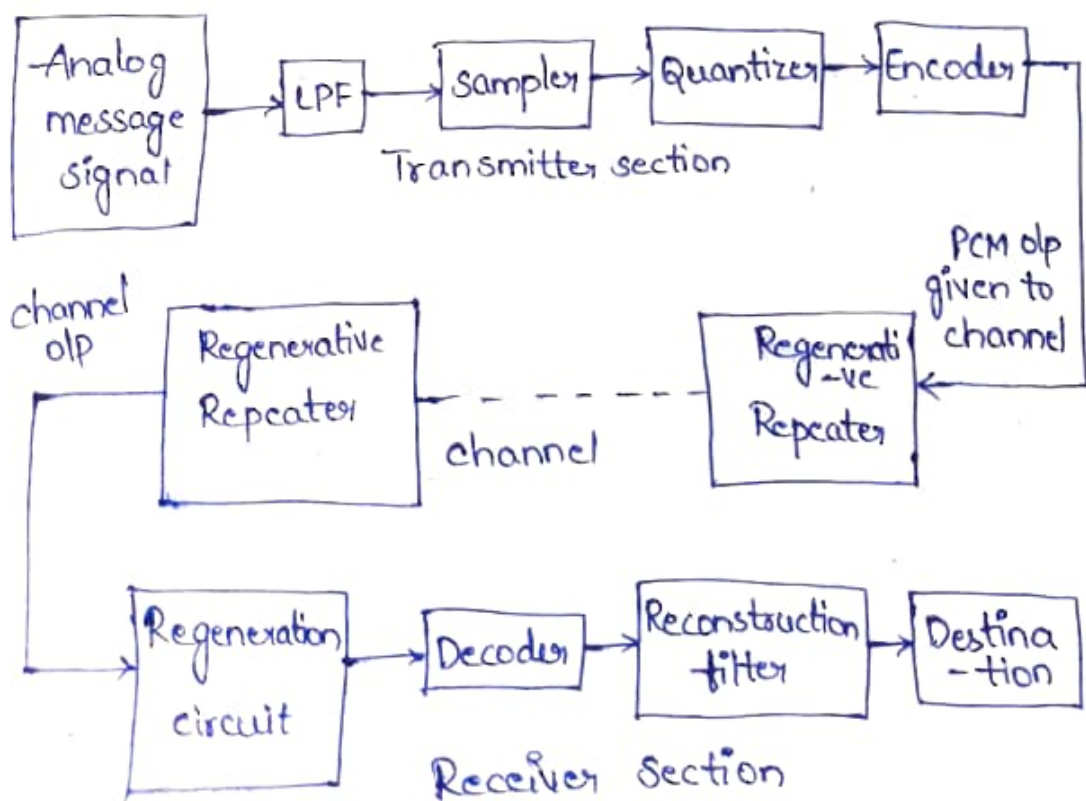 Analog
message
signal
LPF
Sampler
Quantizer
Encoder
Transmitter section
PCM o/p
given to
channel
Regenerati
-ve
Repeater
channel
Regenerative
Repeater
channel
o/p
Regeneration
circuit
Decoder
Reconstruction
filter
Destina
-tion
Receiver section